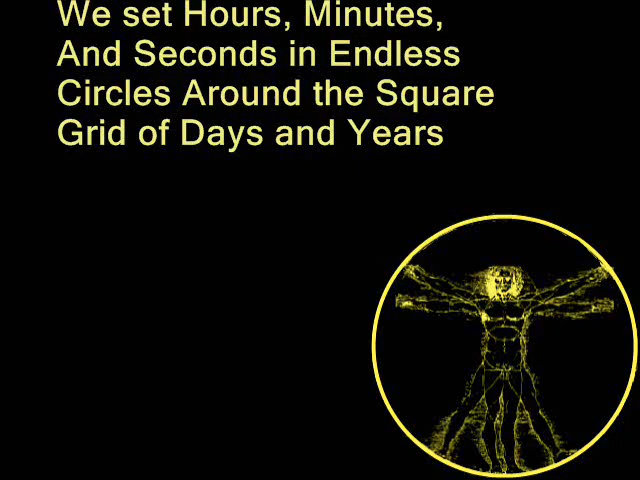 We set Hours, Minutes,
And Seconds in Endless
Circles Around the Square
Grid of Days and Years